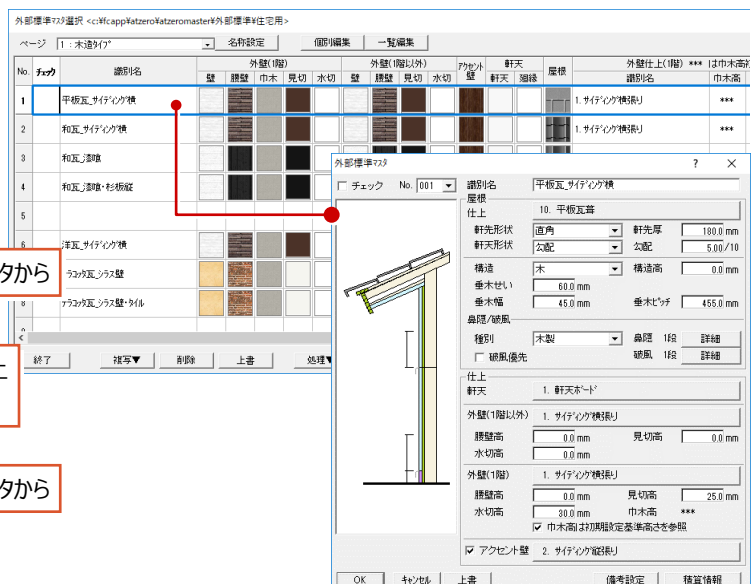 外部標準ﾏｽﾀ選択 <c:¥fcapp¥atzero¥atzeromaster¥外部標準¥住宅用>
ページ 1 : 木造ﾀｲﾌﾟ 名称設定 個別編集 一覧編集
No. ﾁｪｯｸ 識別名 外壁(1階) 外壁(1階以外) ｱｸｾﾝﾄ壁 軒天 屋根 外壁仕上(1階) *** は巾木高初
壁 腰壁 巾木 見切 水切 壁 腰壁 見切 水切 軒天 廻縁 識別名 巾木高
1 平板瓦_ｻｲﾃﾞｨﾝｸﾞ横 1. ｻｲﾃﾞｨﾝｸﾞ横張り ***
2 和瓦_ｻｲﾃﾞｨﾝｸﾞ横 1. ｻｲﾃﾞｨﾝｸﾞ横張り ***
3 和瓦_漆喰
4 和瓦_漆喰・杉板縦
5
6 洋瓦_ｻｲﾃﾞｨﾝｸﾞ横
ﾗｺｯﾀ瓦_ｼﾗｽ壁
8 ﾃﾗｺｯﾀ瓦_ｼﾗｽ壁・ﾀｲﾙ
終了 複写▼ 削除 上書 処理▼
タから
タから
外部標準ﾏｽﾀ ? ×
チェック No. 001 識別名 平板瓦_ｻｲﾃﾞｨﾝｸﾞ横
屋根
仕上 10. 平板瓦葺
軒先形状 直角 軒先厚 180.0 mm
軒天形状 勾配 勾配 5.00 /10
構造 木 構造高 0.0 mm
垂木せい 60.0 mm
垂木幅 45.0 mm 垂木ﾋﾟｯﾁ 455.0 mm
鼻隠/破風
種別 木製 鼻隠 1段 詳細
破風優先 破風 1段 詳細
仕上
軒天 1. 軒天ﾎﾞｰﾄﾞ
外壁(1階以外) 1. ｻｲﾃﾞｨﾝｸﾞ横張り
腰壁高 0.0 mm 見切高 0.0 mm
水切高 0.0 mm
外壁(1階) 1. ｻｲﾃﾞｨﾝｸﾞ横張り
腰壁高 0.0 mm 見切高 25.0 mm
水切高 30.0 mm 巾木高 ***
巾木高は初期設定基準高さを参照
アクセント壁 2. ｻｲﾃﾞｨﾝｸﾞ縦張り
OK ｷｬﾝｾﾙ 上書 備考設定 積算情報